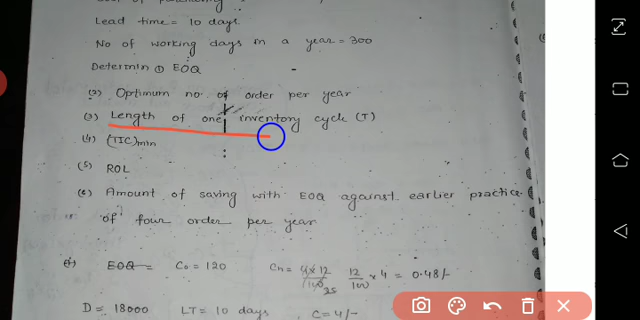 Lead time = 10 days
No of working days in a year = 300
Determin ① EOQ
(2) Optimum no of order per year
(3) Length of one inventory cycle (T)
(4) (TIC)min
(5) ROL
(6) Amount of saving with EOQ against earlier practice
of four order per year
EOQ = Co = 120 Ch = 4×12/100 12/100 × 4 = 0.48/-
25
D = 18000 LT = 10 days C = 4/-